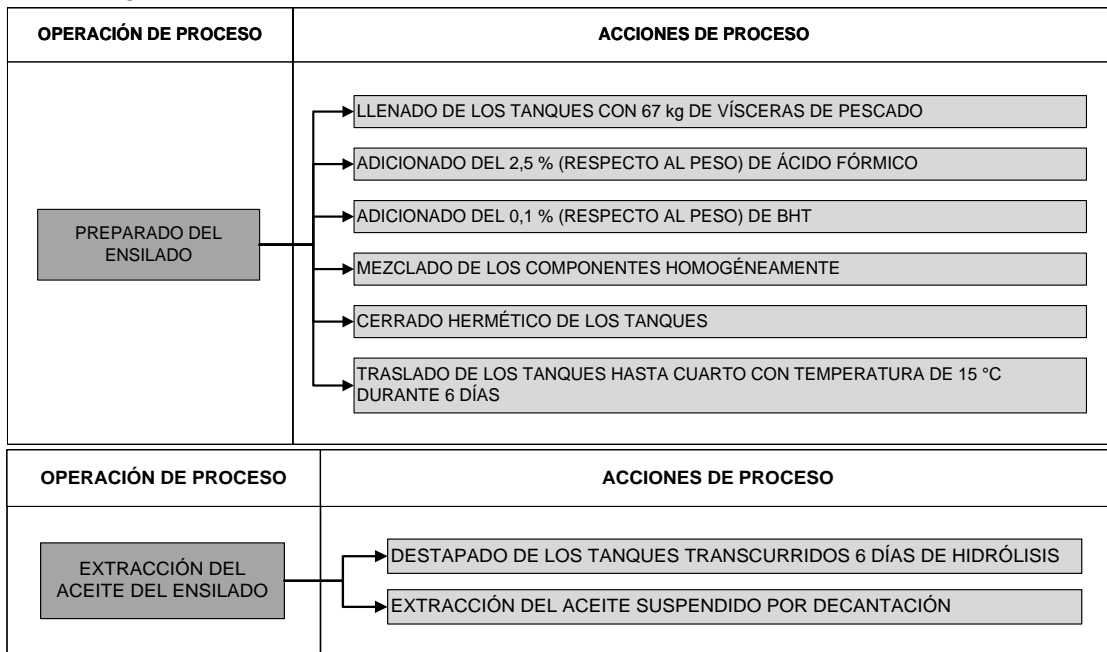 OPERACIÓN DE PROCESO
ACCIONES DE PROCESO
PREPARADO DEL
ENSILADO
LLENADO DE LOS TANQUES CON 67 kg DE VÍSCERAS DE PESCADO
ADICIONADO DEL 2,5 % (RESPECTO AL PESO) DE ÁCIDO FÓRMICO
ADICIONADO DEL 0,1 % (RESPECTO AL PESO) DE BHT
MEZCLADO DE LOS COMPONENTES HOMOGÉNEAMENTE
CERRADO HERMÉTICO DE LOS TANQUES
TRASLADO DE LOS TANQUES HASTA CUARTO CON TEMPERATURA DE 15 °C
DURANTE 6 DÍAS
OPERACIÓN DE PROCESO
ACCIONES DE PROCESO
EXTRACCIÓN DEL
ACEITE DEL ENSILADO
DESTAPADO DE LOS TANQUES TRANSCURRIDOS 6 DÍAS DE HIDRÓLISIS
EXTRACCIÓN DEL ACEITE SUSPENDIDO POR DECANTACIÓN